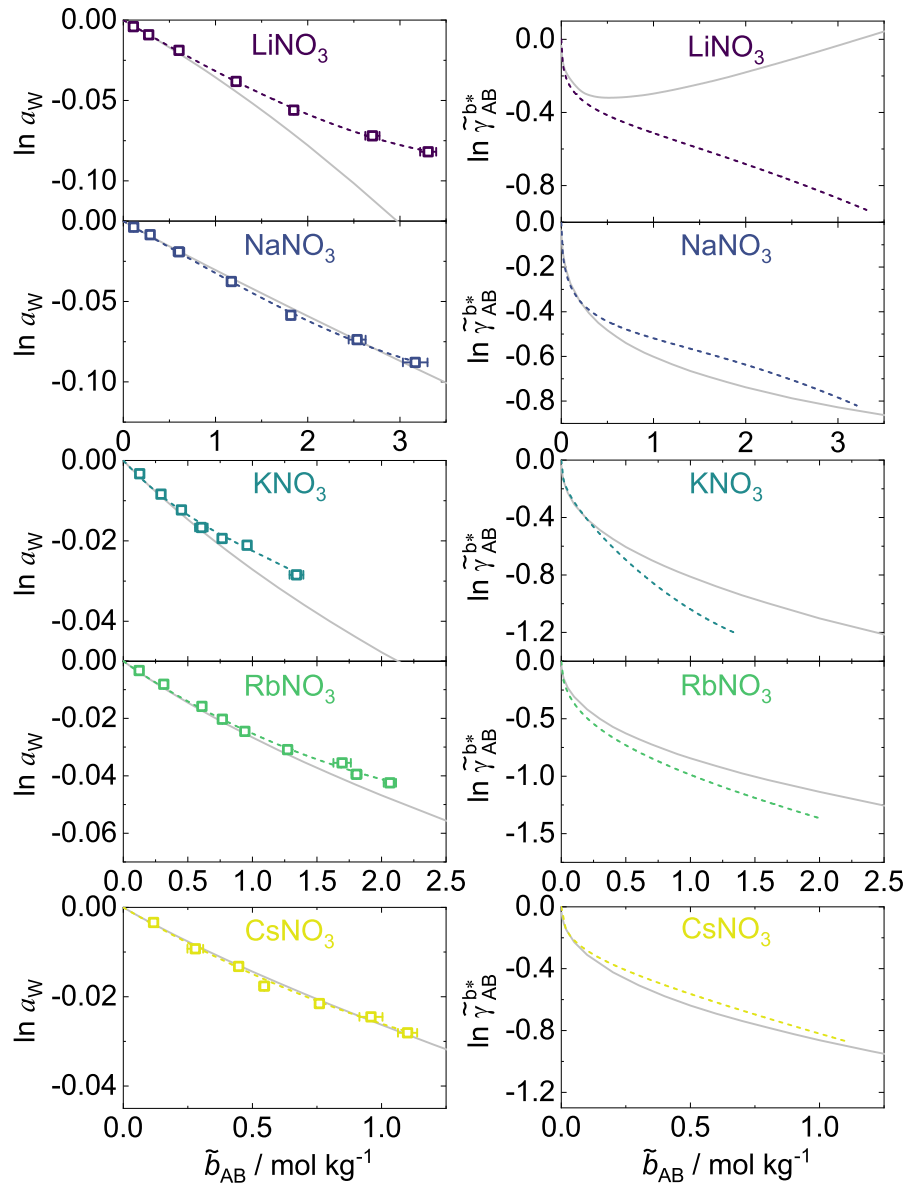 0.00
-0.05
-0.10
ln a_W
LiNO₃
0.0
-0.4
-0.8
ln γ̃_AB^b*
LiNO₃
0.00
-0.05
-0.10
ln a_W
NaNO₃
0 1 2 3
0.0
-0.2
-0.4
-0.6
-0.8
ln γ̃_AB^b*
NaNO₃
0 1 2 3
0.00
-0.02
-0.04
ln a_W
KNO₃
0.0
-0.4
-0.8
-1.2
ln γ̃_AB^b*
KNO₃
0.00
-0.02
-0.04
-0.06
ln a_W
RbNO₃
0.0 0.5 1.0 1.5 2.0 2.5
0.0
-0.5
-1.0
-1.5
ln γ̃_AB^b*
RbNO₃
0.0 0.5 1.0 1.5 2.0 2.5
0.00
-0.02
-0.04
ln a_W
CsNO₃
0.0 0.5 1.0
b̃_AB / mol kg⁻¹
0.0
-0.4
-0.8
-1.2
ln γ̃_AB^b*
CsNO₃
0.0 0.5 1.0
b̃_AB / mol kg⁻¹